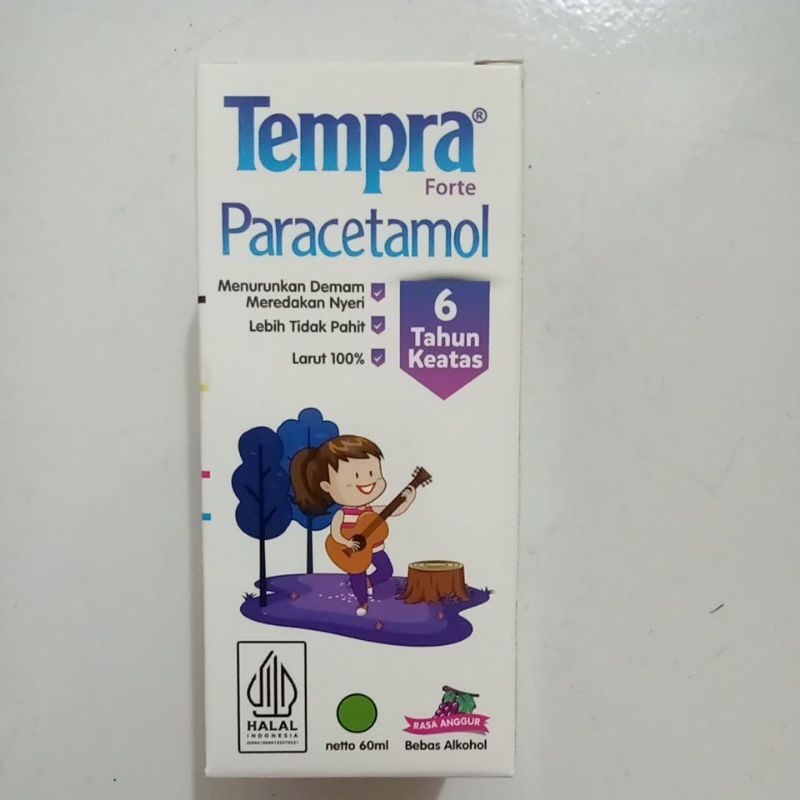 Tempra®
Forte
Paracetamol
Menurunkan Demam
Meredakan Nyeri
Lebih Tidak Pahit
Larut 100%
6
Tahun
Keatas
HALAL
INDONESIA
netto 60ml
RASA ANGGUR
Bebas Alkohol